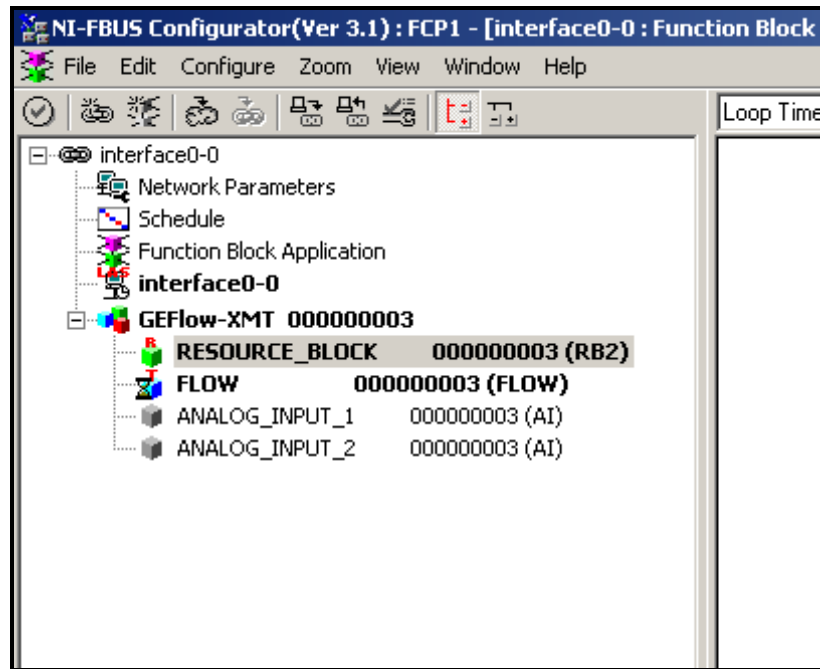 NI-FBUS Configurator(Ver 3.1) : FCP1 - [interface0-0 : Function Block
File Edit Configure Zoom View Window Help
Loop Time
interface0-0
Network Parameters
Schedule
Function Block Application
LAS
interface0-0
GEFlow-XMT 000000003
R
RESOURCE_BLOCK 000000003 (RB2)
T
FLOW 000000003 (FLOW)
ANALOG_INPUT_1 000000003 (AI)
ANALOG_INPUT_2 000000003 (AI)